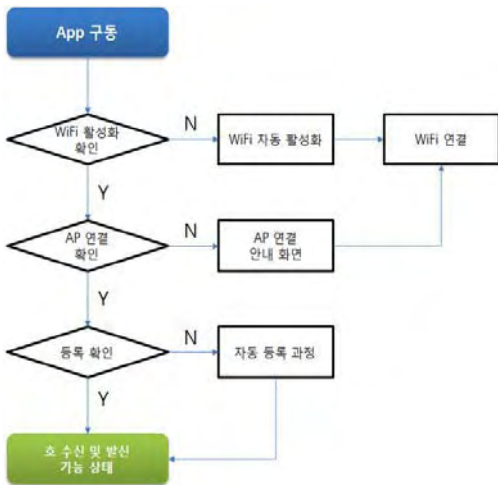 App 구동
WiFi 활성화
확인
N
WiFi 자동 활성화
WiFi 연결
Y
AP 연결
확인
N
AP 연결
안내 화면
Y
등록 확인
N
자동 등록 과정
Y
호 수신 및 발신
가능 상태